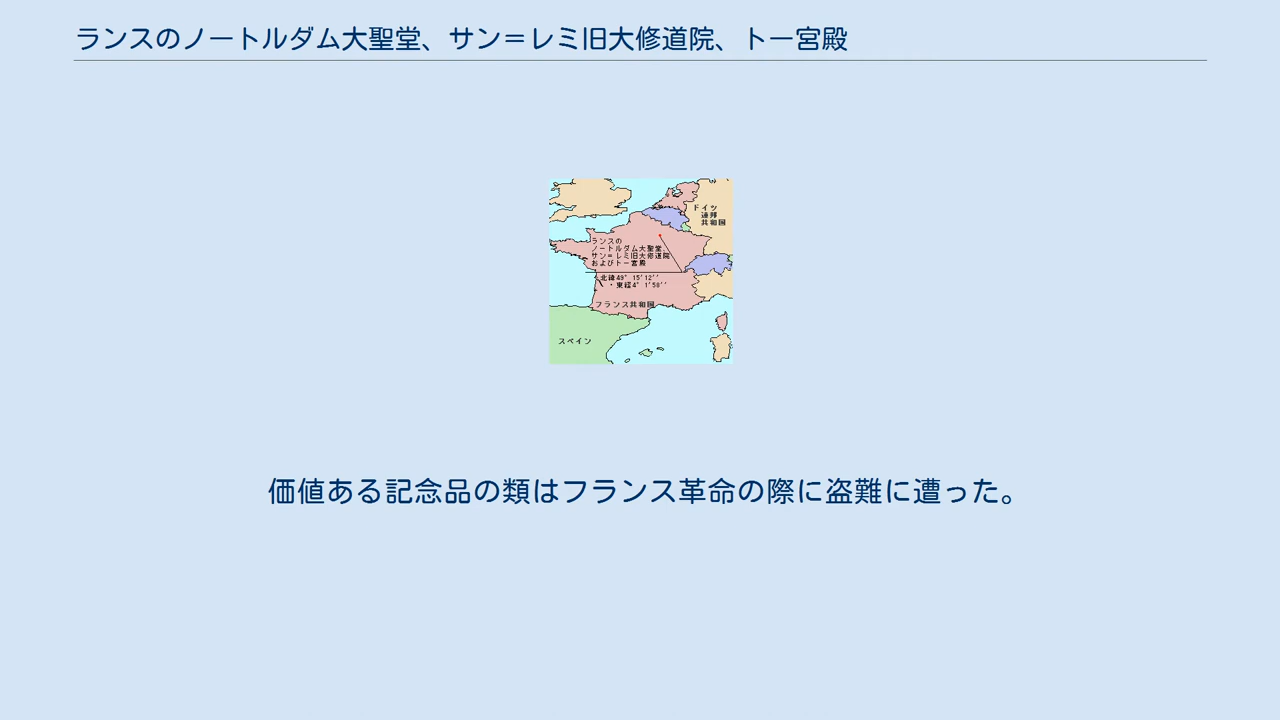 ランスのノートルダム大聖堂、サン＝レミ旧大修道院、トー宮殿
ドイツ
連邦
共和国
ランスの
ノートルダム大聖堂、
サン＝レミ旧大修道院
およびトー宮殿
北緯49°15'12''
・東経4°1'58''
フランス共和国
スペイン
価値ある記念品の類はフランス革命の際に盗難に遭った。